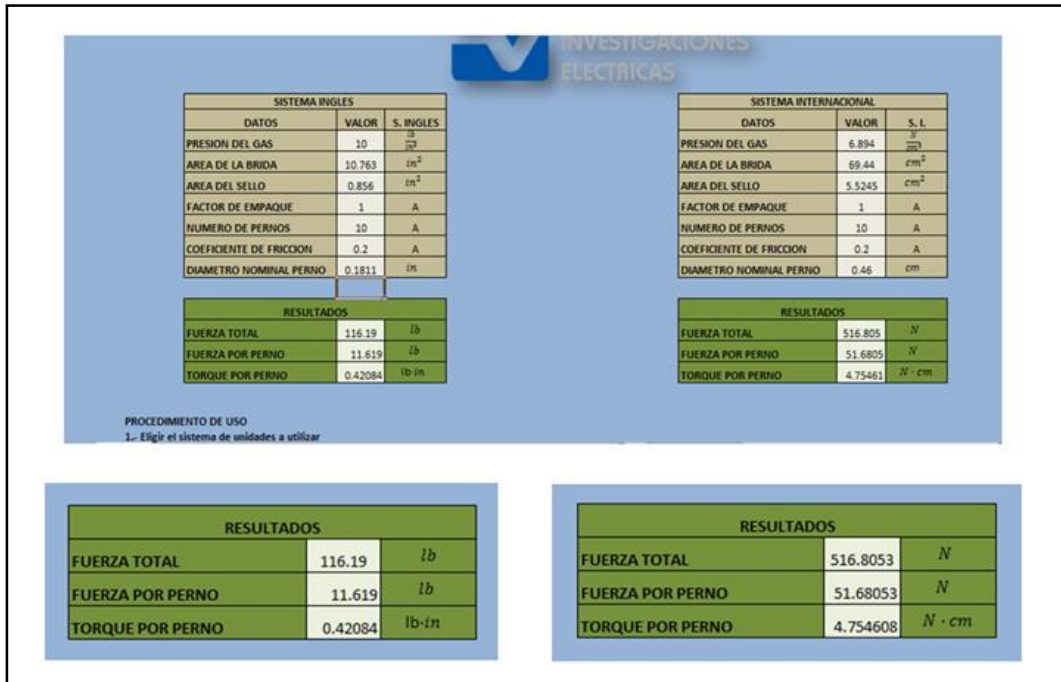 INVESTIGACIONES
ELECTRICAS
SISTEMA INGLES
DATOS VALOR S. INGLES
PRESION DEL GAS 10 lb/in²
AREA DE LA BRIDA 10.763 in²
AREA DEL SELLO 0.856 in²
FACTOR DE EMPAQUE 1 A
NUMERO DE PERNOS 10 A
COEFICIENTE DE FRICCION 0.2 A
DIAMETRO NOMINAL PERNO 0.1811 in
RESULTADOS
FUERZA TOTAL 116.19 lb
FUERZA POR PERNO 11.619 lb
TORQUE POR PERNO 0.42084 lb·in
SISTEMA INTERNACIONAL
DATOS VALOR S. I.
PRESION DEL GAS 6.894
AREA DE LA BRIDA 69.44 cm²
AREA DEL SELLO 5.5245 cm²
FACTOR DE EMPAQUE 1 A
NUMERO DE PERNOS 10 A
COEFICIENTE DE FRICCION 0.2 A
DIAMETRO NOMINAL PERNO 0.46 cm
RESULTADOS
FUERZA TOTAL 516.805 N
FUERZA POR PERNO 51.6805 N
TORQUE POR PERNO 4.75461 N · cm
PROCEDIMIENTO DE USO
1.- Eligir el sistema de unidades a utilizar
RESULTADOS
FUERZA TOTAL 116.19 lb
FUERZA POR PERNO 11.619 lb
TORQUE POR PERNO 0.42084 lb·in
RESULTADOS
FUERZA TOTAL 516.8053 N
FUERZA POR PERNO 51.68053 N
TORQUE POR PERNO 4.754608 N · cm